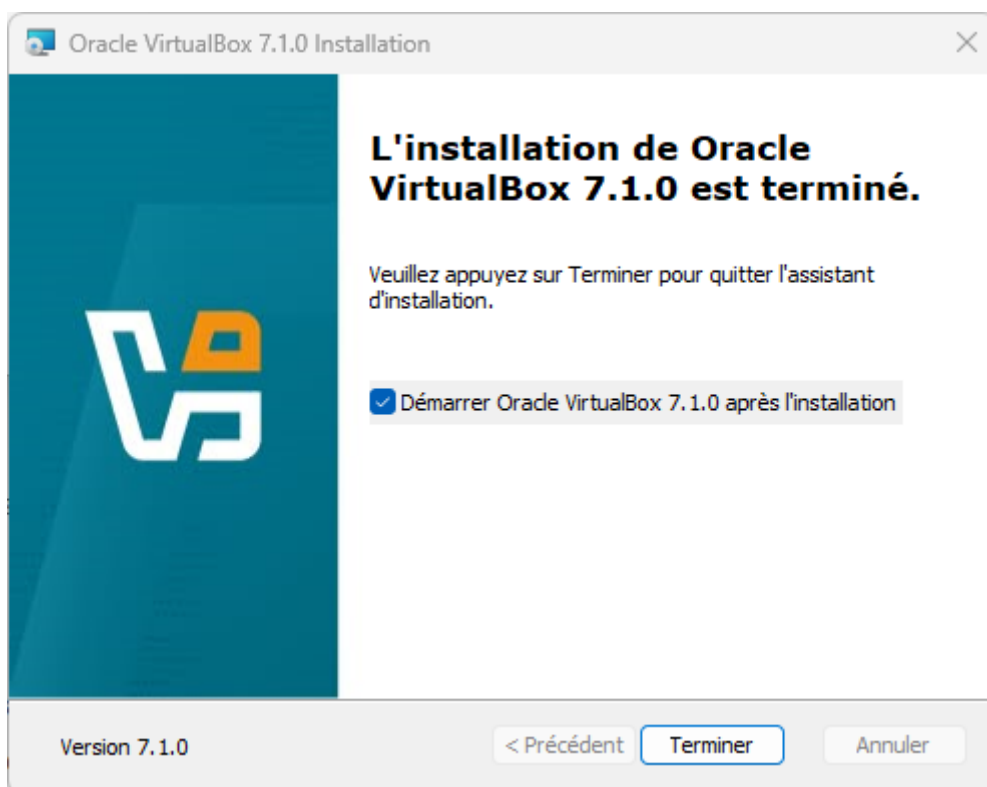 Oracle VirtualBox 7.1.0 Installation
L'installation de Oracle
VirtualBox 7.1.0 est terminé.
Veuillez appuyez sur Terminer pour quitter l'assistant
d'installation.
Démarrer Oracle VirtualBox 7.1.0 après l'installation
Version 7.1.0
< Précédent
Terminer
Annuler